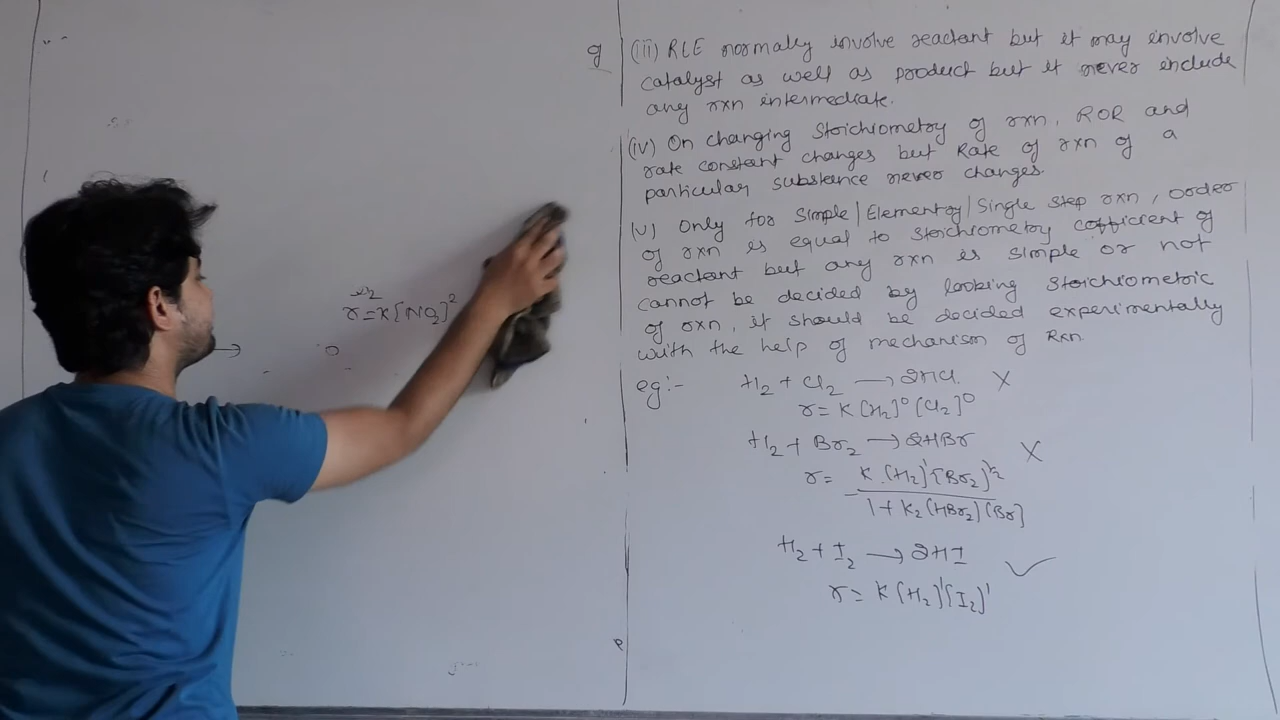 g
r=K[NO2]²
(iii) RLE normally involve reactant but it may involve
catalyst as well as product but it never include
any rxn intermediate.
(iv) On changing Stoichiometry of rxn, ROR and
rate constant changes but Rate of rxn of a
particular substance never changes.
(v) Only for Simple/Elementry/Single Step rxn, order
of rxn is equal to stoichiometry cofficient of
reactant but any rxn is simple or not
cannot be decided by looking stoichiometric
of rxn, it should be decided experimentally
with the help of mechanism of Rxn.
eg:- H2 + Cl2 → 2HCl. X
r = K [H2]⁰ [Cl2]⁰
H2 + Br2 → 2HBr X
r = K [H2]¹[Br2]^½
1 + K2 [HBr2] [Br]
H2 + I2 → 2HI ✓
r = K [H2]¹[I2]¹